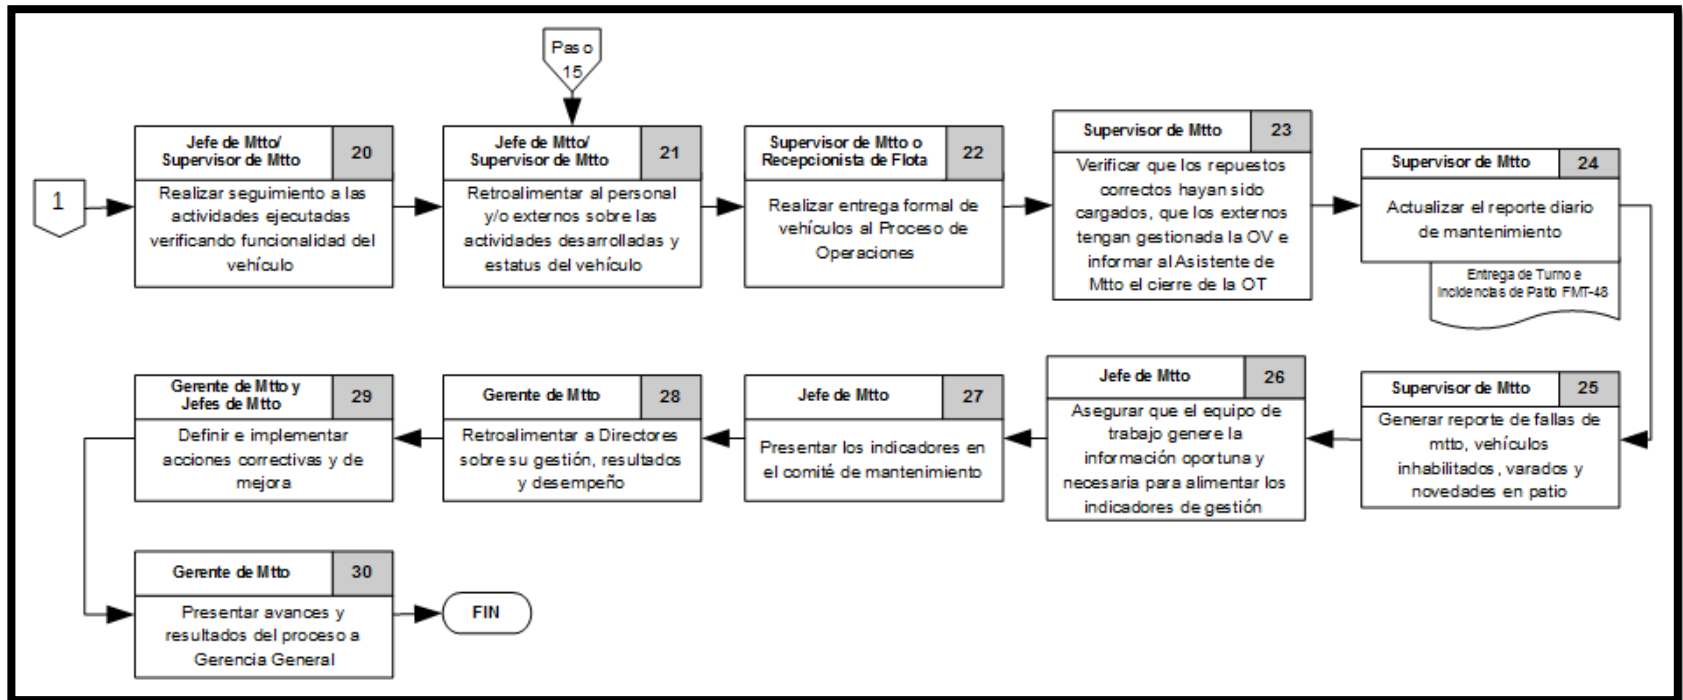 Paso
15
1
Jefe de Mtto/
Supervisor de Mtto
20
Realizar seguimiento a las
actividades ejecutadas
verificando funcionalidad del
vehículo
Jefe de Mtto/
Supervisor de Mtto
21
Retroalimentar al personal
y/o externos sobre las
actividades desarrolladas y
estatus del vehículo
Supervisor de Mtto o
Recepcionista de Flota
22
Realizar entrega formal de
vehículos al Proceso de
Operaciones
Supervisor de Mtto
23
Verificar que los repuestos
correctos hayan sido
cargados, que los externos
tengan gestionada la OV e
informar al Asistente de
Mtto el cierre de la OT
Supervisor de Mtto
24
Actualizar el reporte diario
de mantenimiento
Entrega de Turno e
Incidencias de Patio FMT-48
Supervisor de Mtto
25
Generar reporte de fallas de
mtto, vehículos
inhabilitados, varados y
novedades en patio
Jefe de Mtto
26
Asegurar que el equipo de
trabajo genere la
información oportuna y
necesaria para alimentar los
indicadores de gestión
Jefe de Mtto
27
Presentar los indicadores en
el comité de mantenimiento
Gerente de Mtto
28
Retroalimentar a Directores
sobre su gestión, resultados
y desempeño
Gerente de Mtto y
Jefes de Mtto
29
Definir e implementar
acciones correctivas y de
mejora
Gerente de Mtto
30
Presentar avances y
resultados del proceso a
Gerencia General
FIN